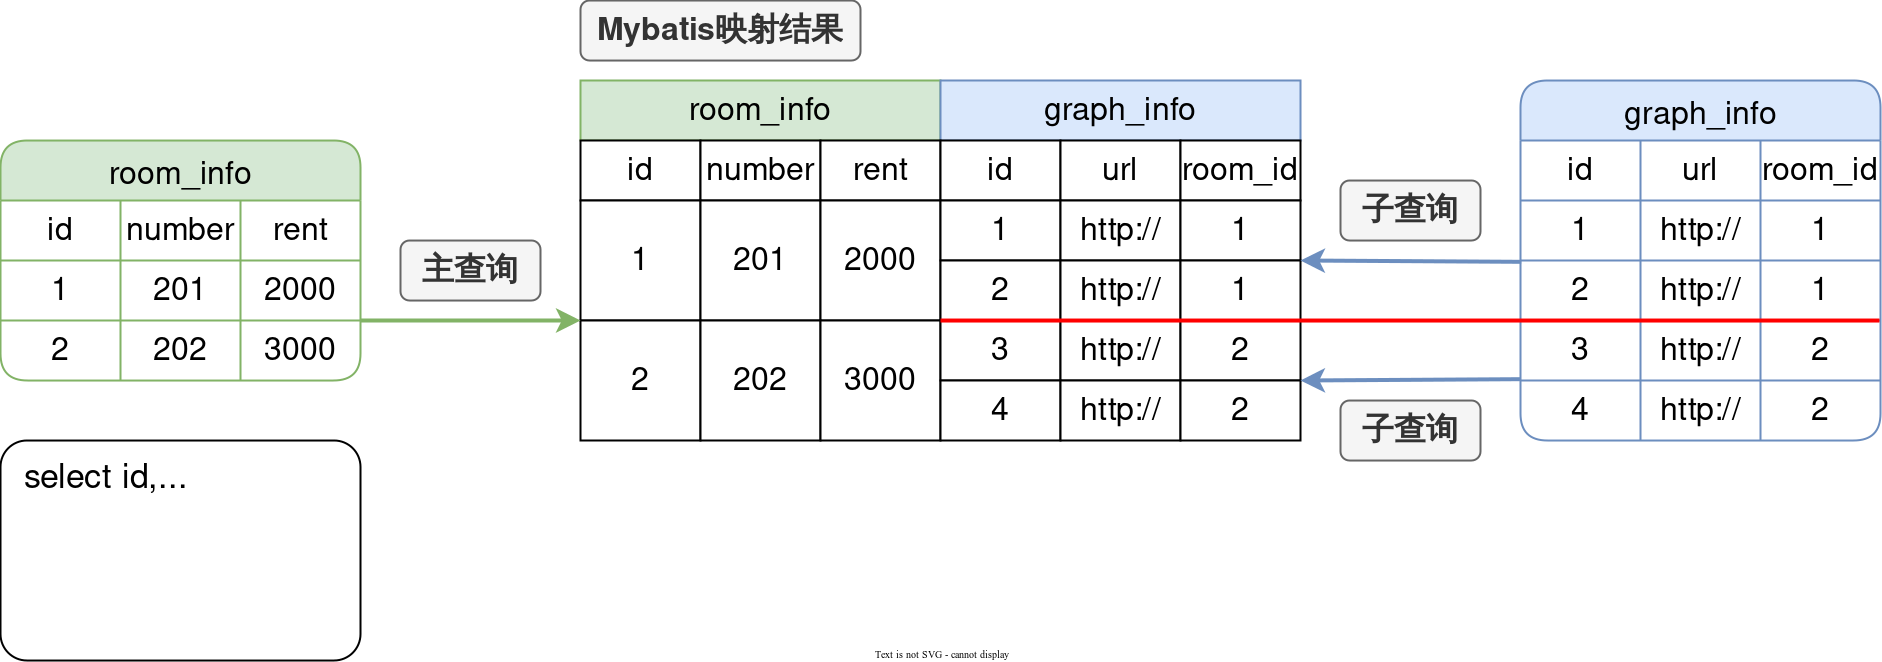 Mybatis映射结果
room_info
id number rent
1 201 2000
2 202 3000
主查询
room_info graph_info
id number rent id url room_id
1 201 2000 1 http:// 1
2 http:// 1
2 202 3000 3 http:// 2
4 http:// 2
子查询
子查询
graph_info
id url room_id
1 http:// 1
2 http:// 1
3 http:// 2
4 http:// 2
select id,...
Text is not SVG - cannot display